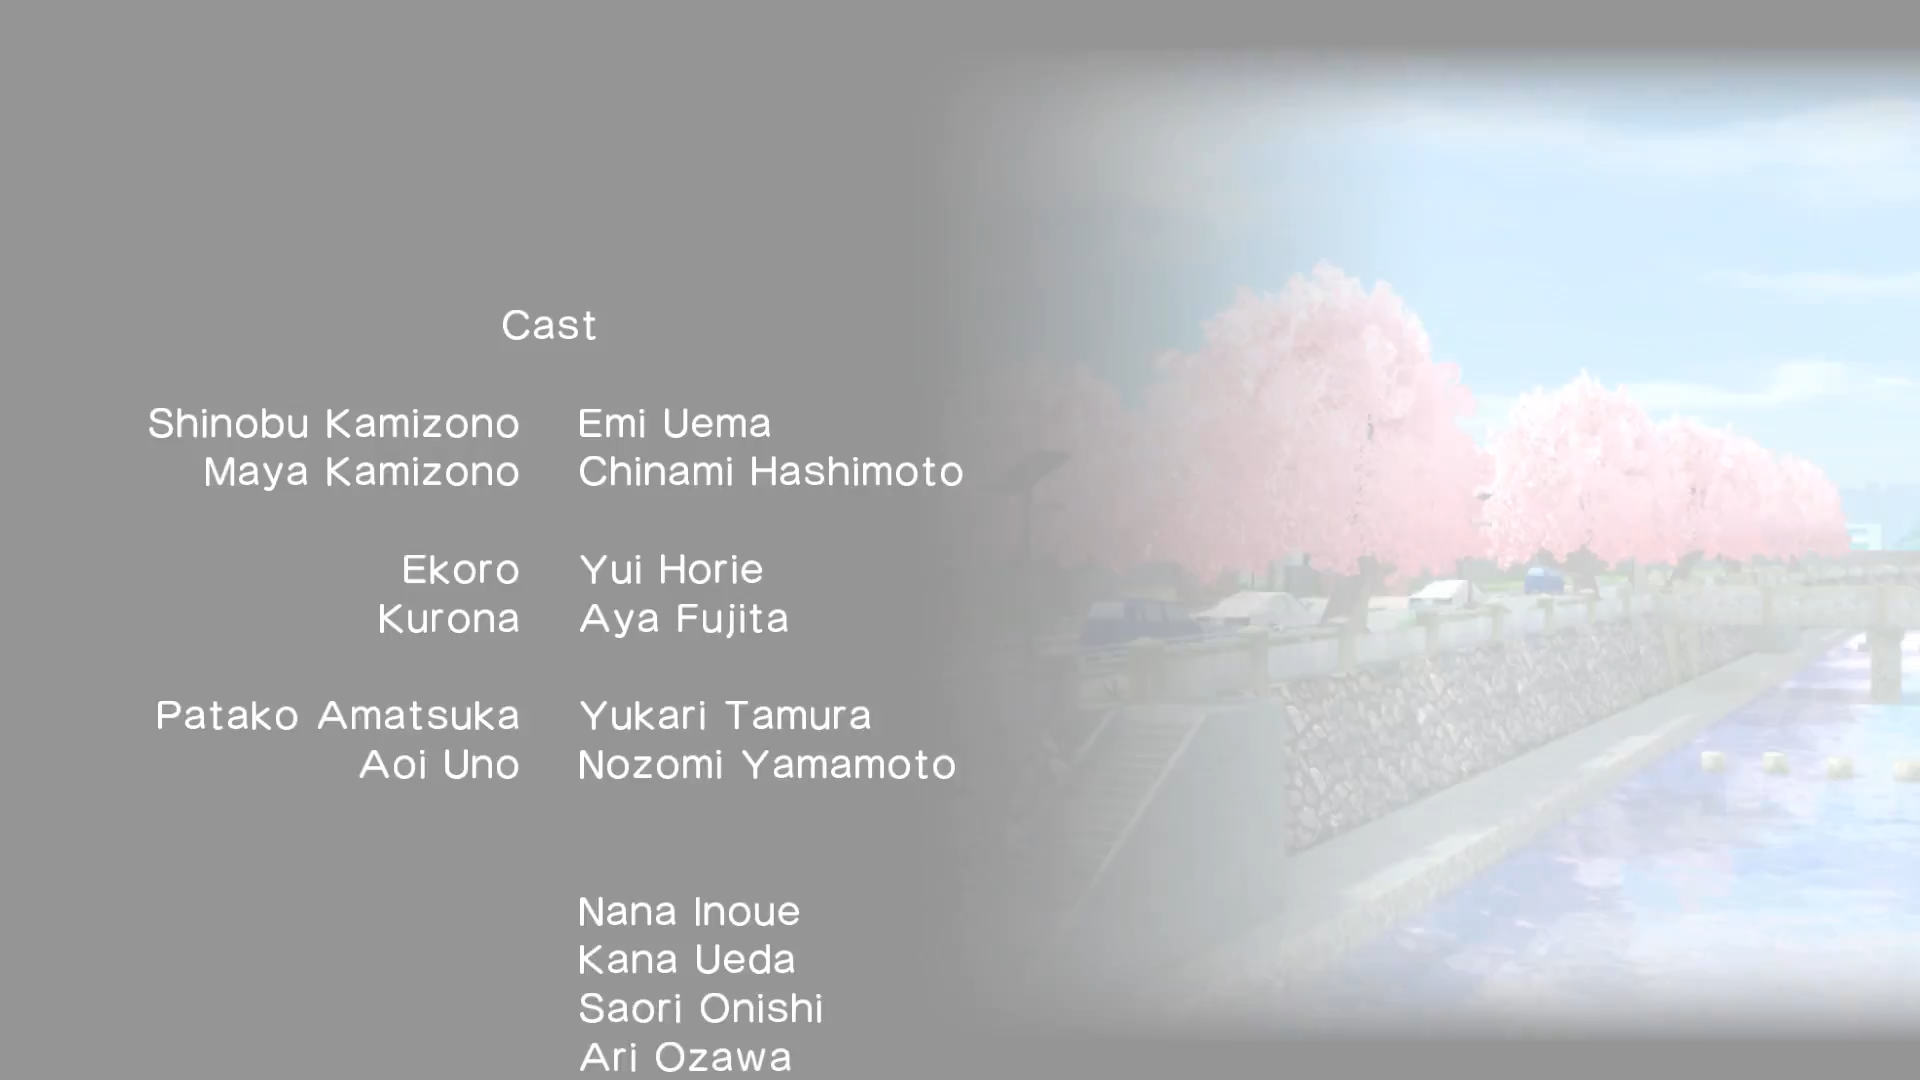 Cast
Shinobu Kamizono Emi Uema
Maya Kamizono Chinami Hashimoto
Ekoro Yui Horie
Kurona Aya Fujita
Patako Amatsuka Yukari Tamura
Aoi Uno Nozomi Yamamoto
Nana Inoue
Kana Ueda
Saori Onishi
Ari Ozawa